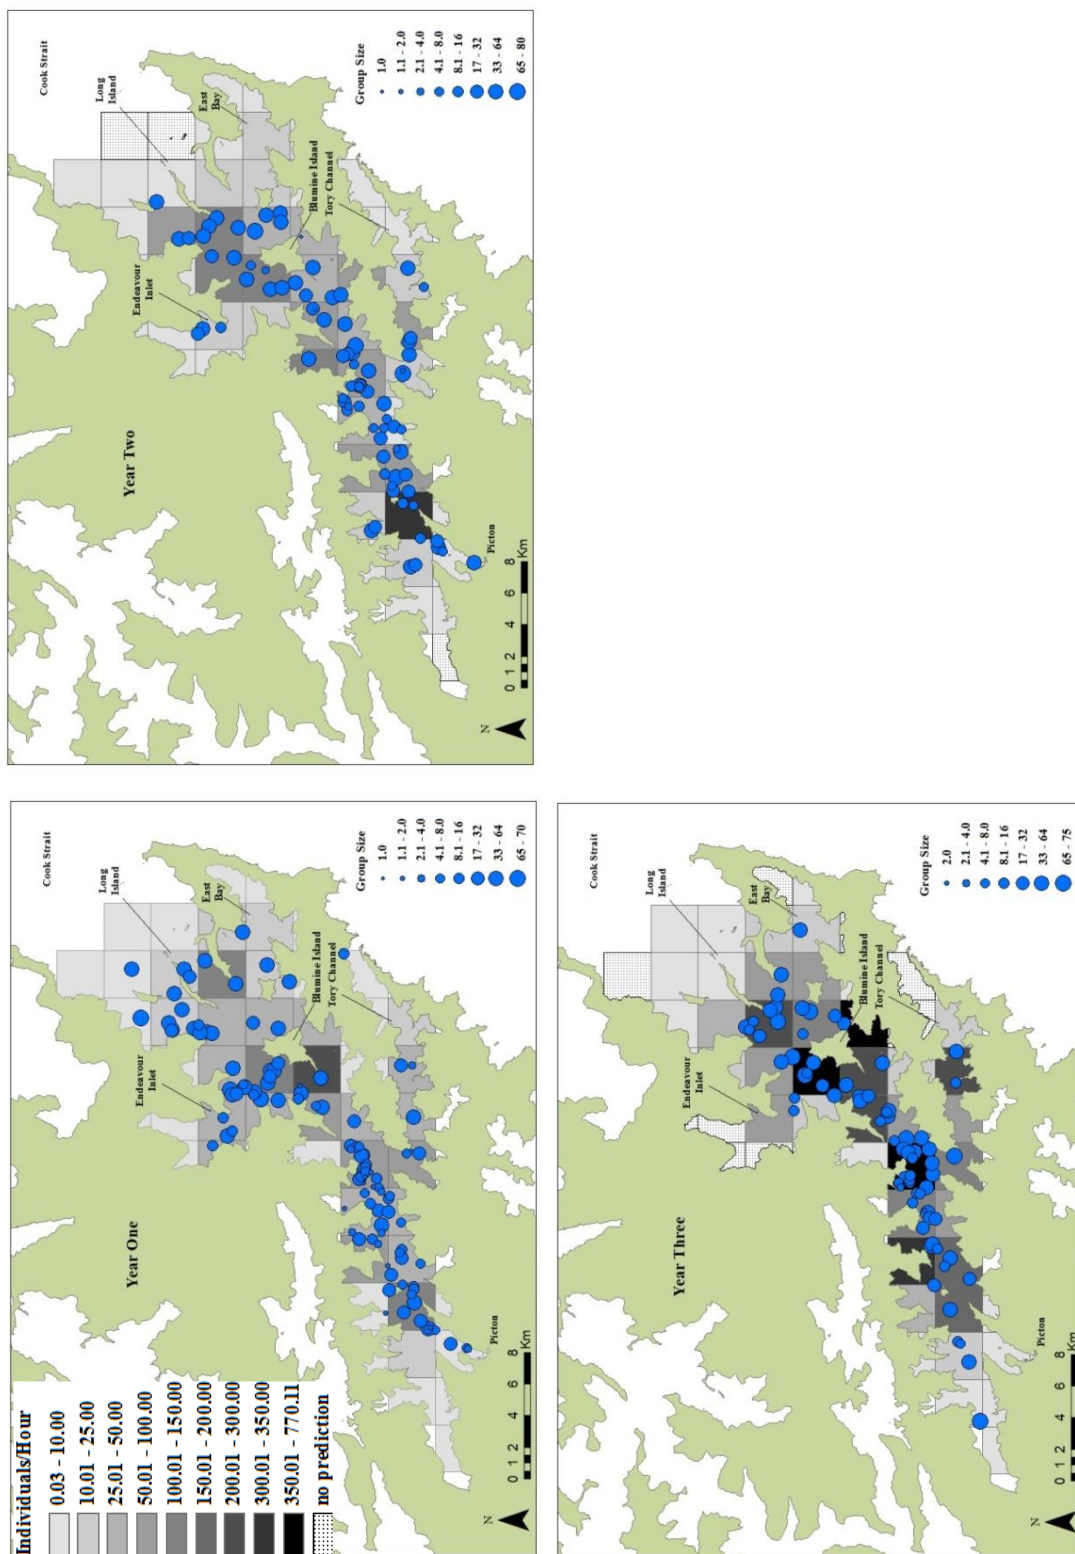 Individuals/Hour
0.03 - 10.00
10.01 - 25.00
25.01 - 50.00
50.01 - 100.00
100.01 - 150.00
150.01 - 200.00
200.01 - 300.00
300.01 - 350.00
350.01 - 770.11
no prediction
Year One
Cook Strait
Long
Island
Endeavour
Inlet
East
Bay
Blumine Island
Tory Channel
Picton
N
0 1 2 4 6 8
Km
Group Size
1.0
1.1 - 2.0
2.1 - 4.0
4.1 - 8.0
8.1 - 16
17 - 32
33 - 64
65 - 70
Year Two
Cook Strait
Long
Island
Endeavour
Inlet
East
Bay
Blumine Island
Tory Channel
Picton
N
0 1 2 4 6 8
Km
Group Size
1.0
1.1 - 2.0
2.1 - 4.0
4.1 - 8.0
8.1 - 16
17 - 32
33 - 64
65 - 80
Year Three
Cook Strait
Long
Island
Endeavour
Inlet
East
Bay
Blumine Island
Tory Channel
Picton
N
0 1 2 4 6 8
Km
Group Size
2.0
2.1 - 4.0
4.1 - 8.0
8.1 - 16
17 - 32
33 - 64
65 - 75